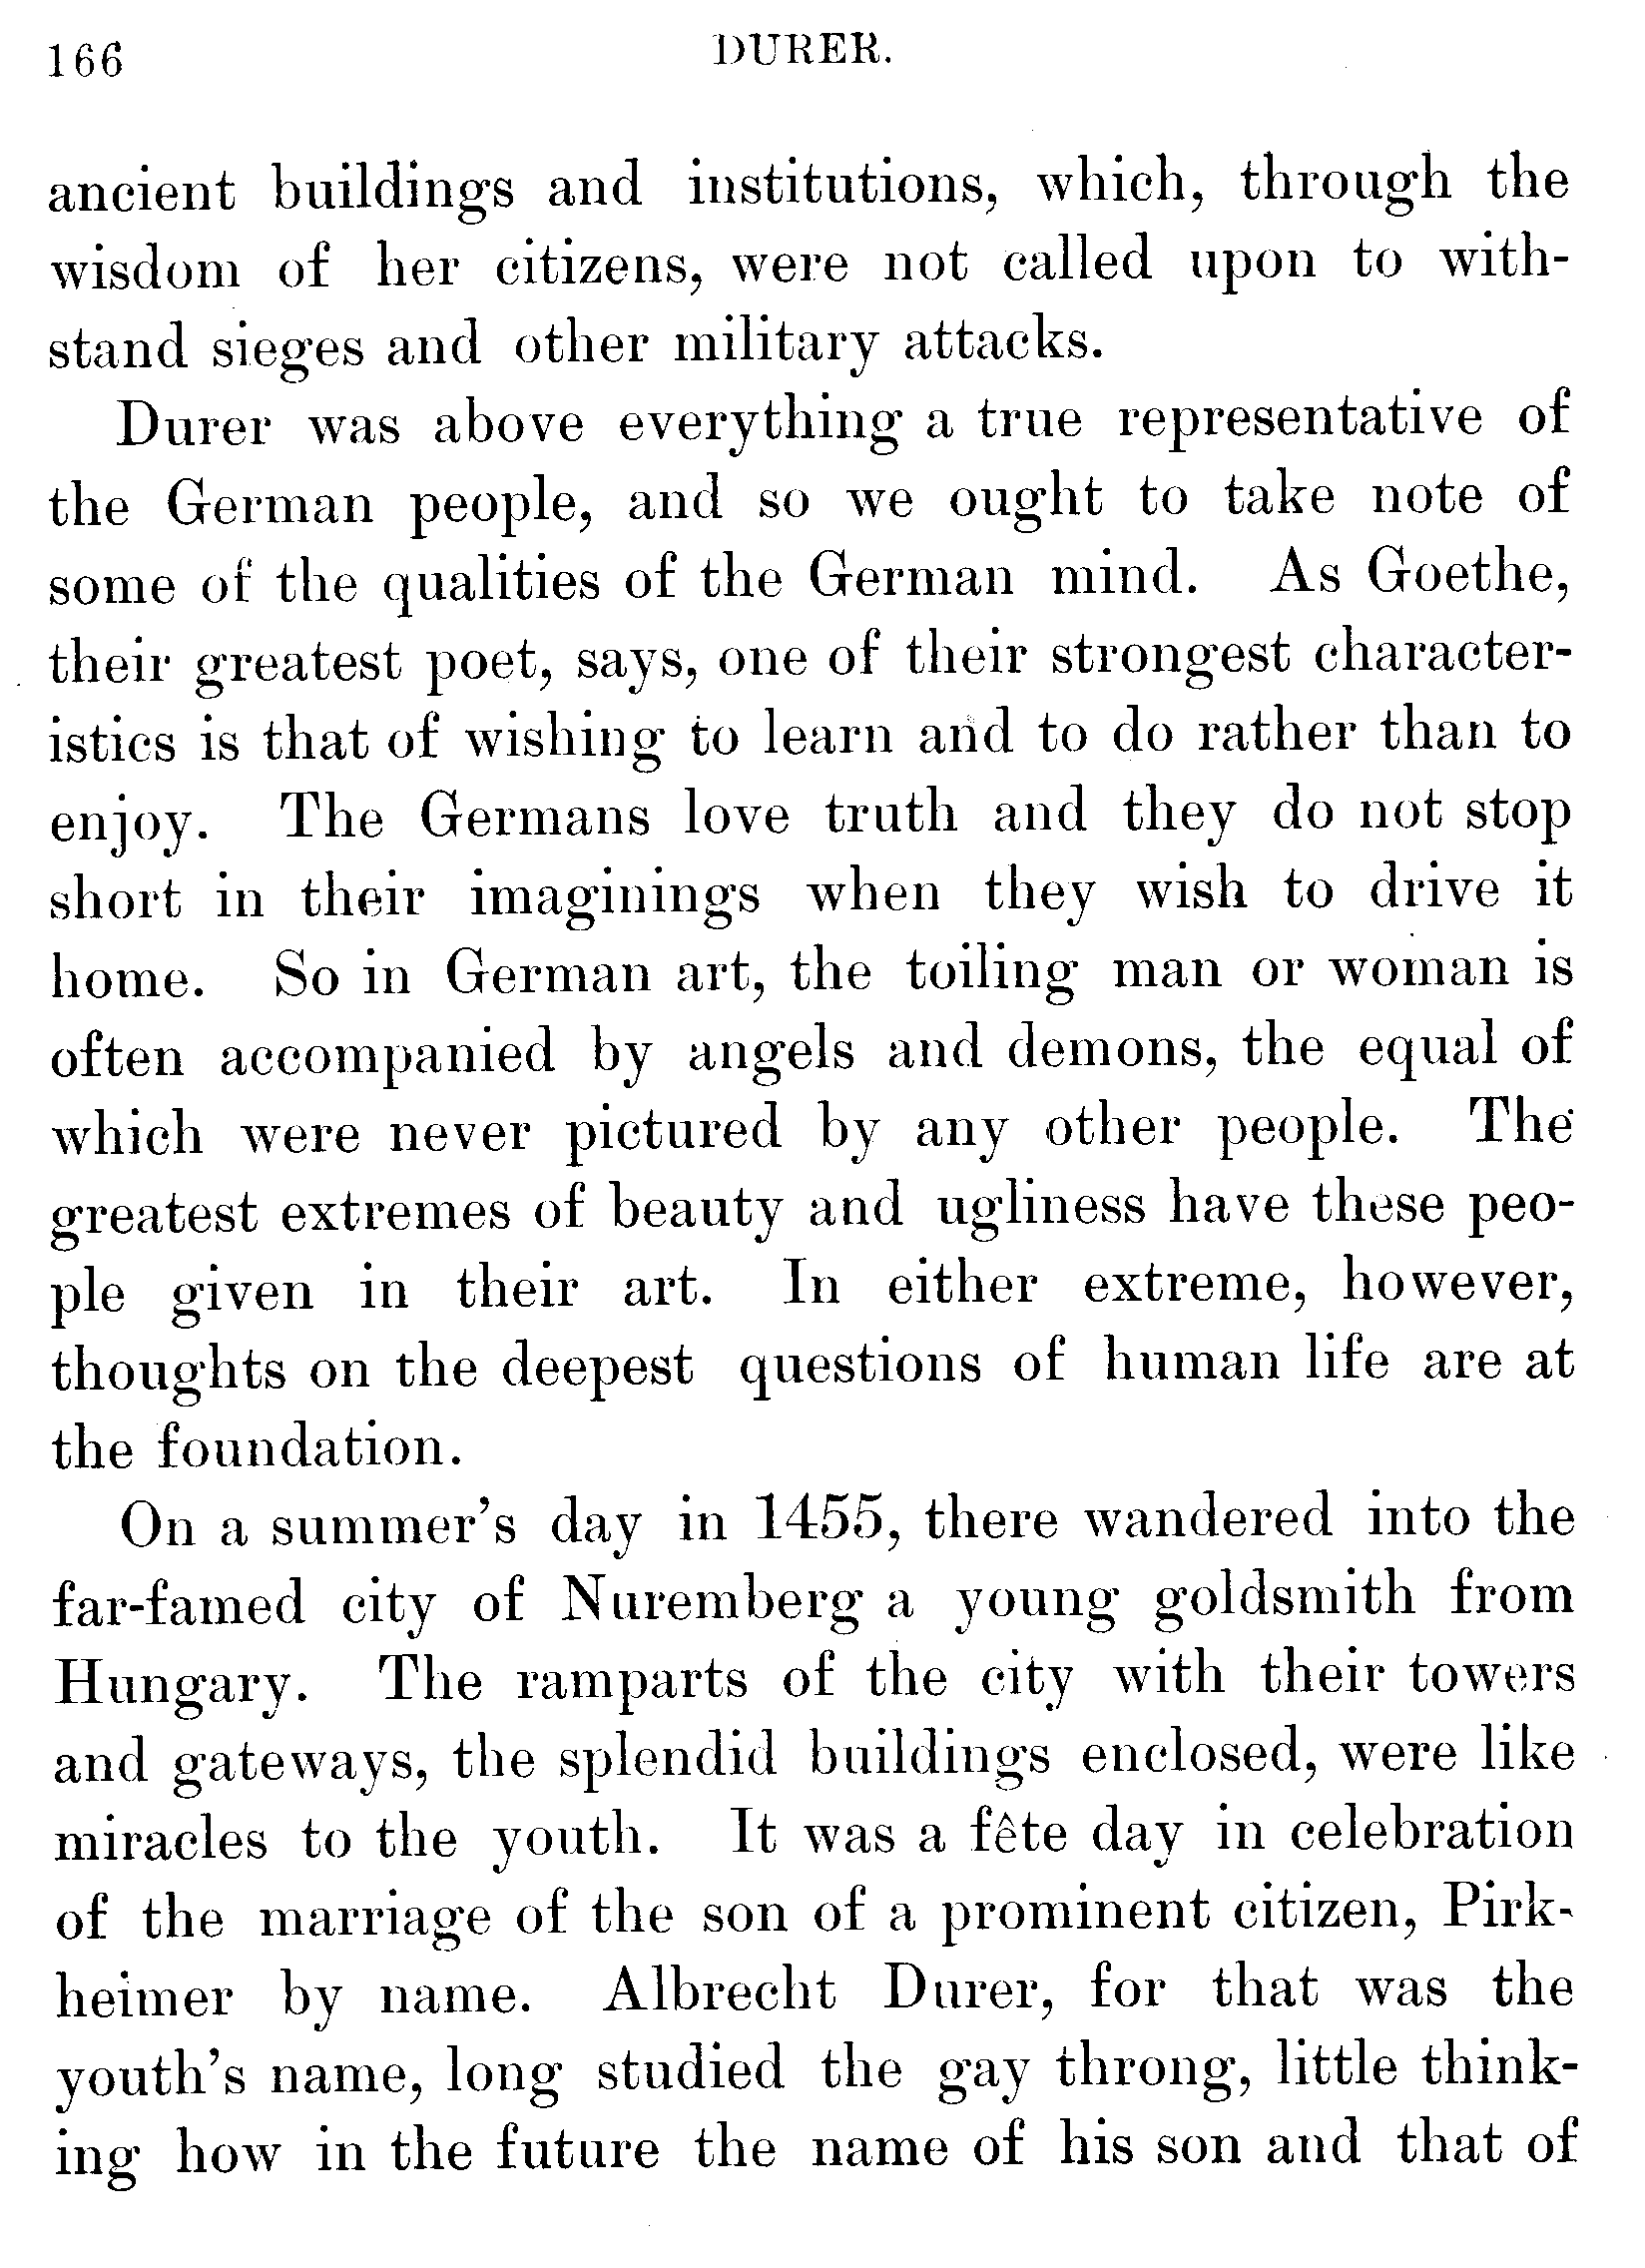 166
DURER.
ancient buildings and institutions, which, through the
wisdom of her citizens, were not called upon to with-
stand sieges and other military attacks.
Durer was above everything a true representative of
the German people, and so we ought to take note of
some of the qualities of the German mind. As Goethe,
their greatest poet, says, one of their strongest character-
istics is that of wishing to learn and to do rather than to
enjoy. The Germans love truth and they do not stop
short in their imaginings when they wish to drive it
home. So in German art, the toiling man or woman is
often accompanied by angels and demons, the equal of
which were never pictured by any other people. The
greatest extremes of beauty and ugliness have these peo-
ple given in their art. In either extreme, however,
thoughts on the deepest questions of human life are at
the foundation.
On a summer's day in 1455, there wandered into the
far-famed city of Nuremberg a young goldsmith from
Hungary. The ramparts of the city with their towers
and gateways, the splendid buildings enclosed, were like
miracles to the youth. It was a fête day in celebration
of the marriage of the son of a prominent citizen, Pirk-
heimer by name. Albrecht Durer, for that was the
youth's name, long studied the gay throng, little think-
ing how in the future the name of his son and that of